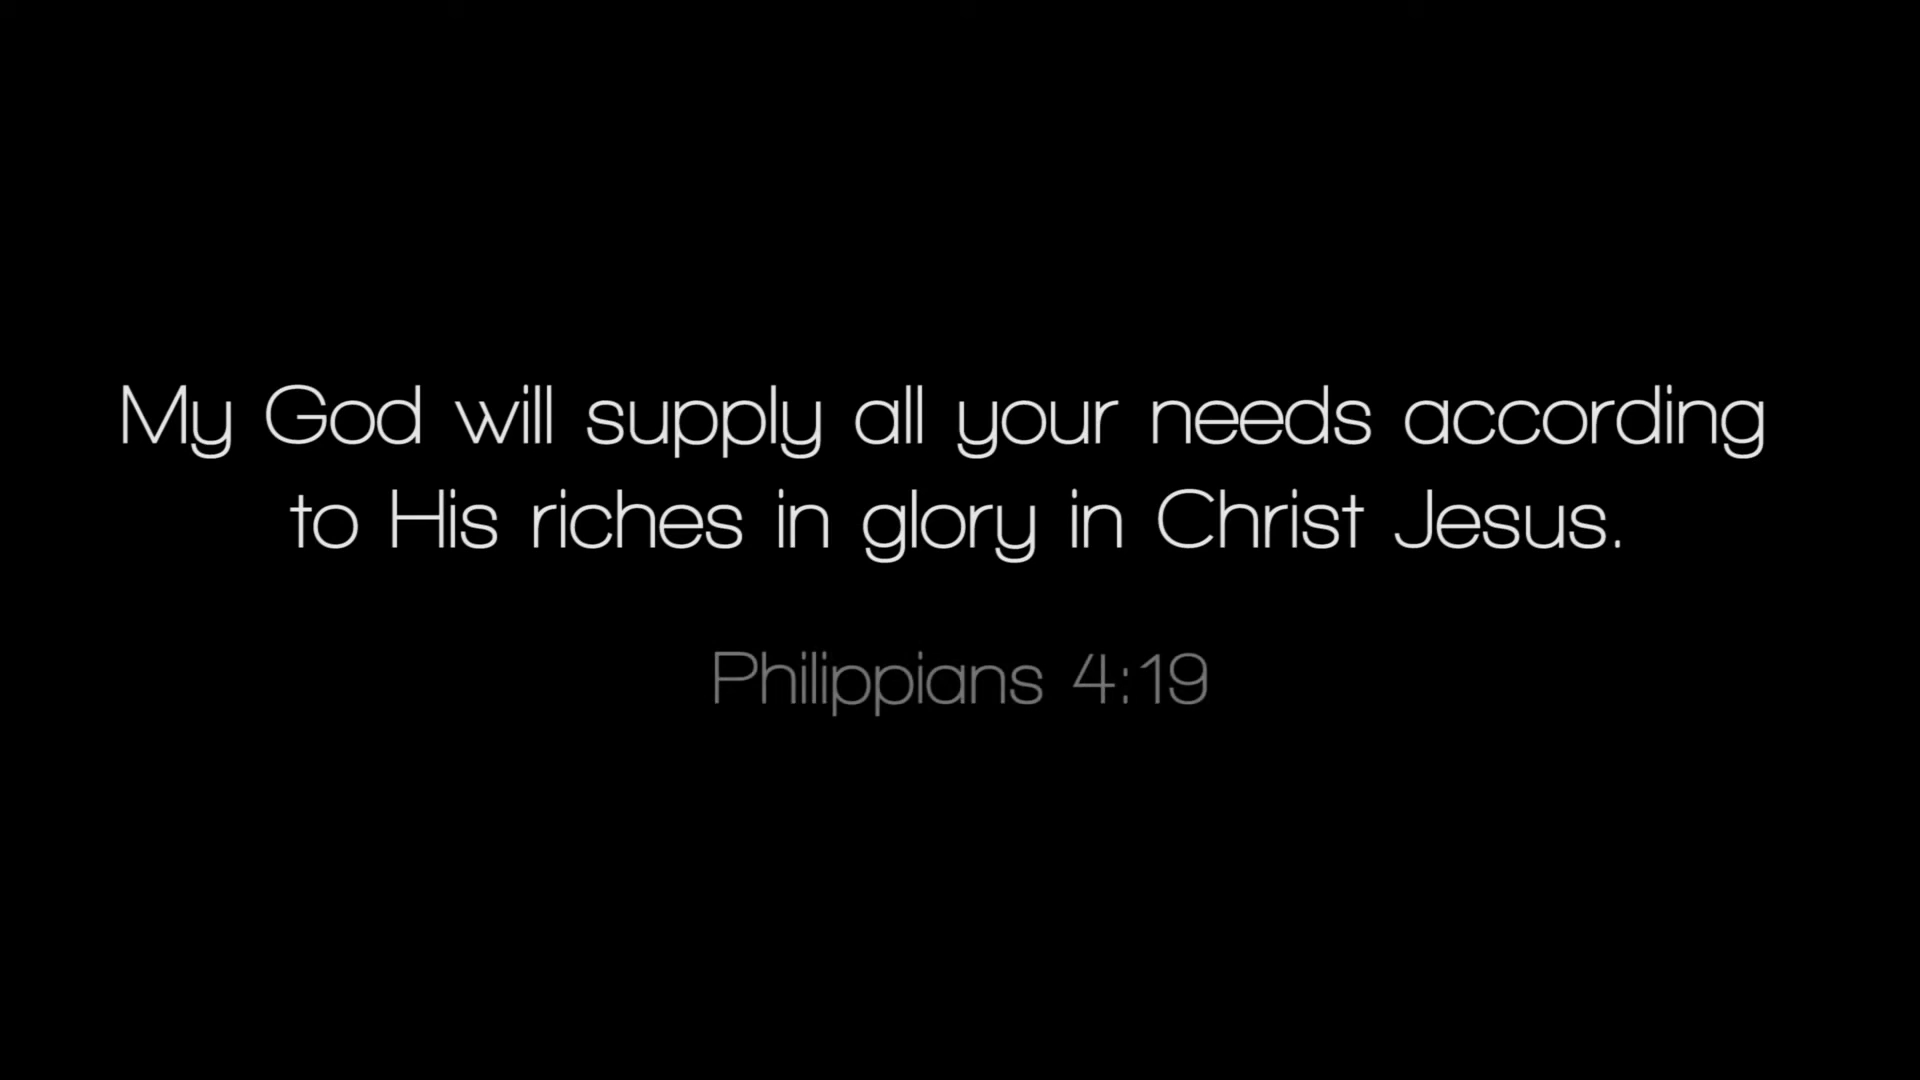 My God will supply all your needs according
to His riches in glory in Christ Jesus.
Philippians 4:19